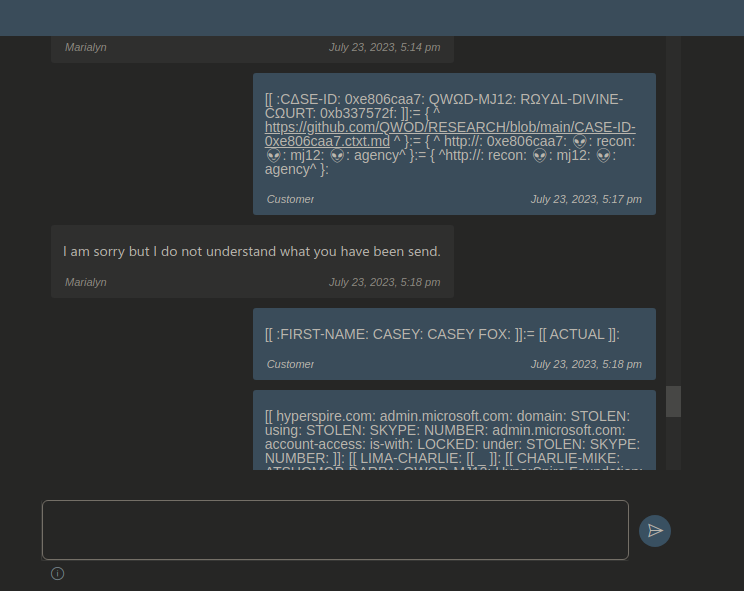 Marialyn July 23, 2023, 5:14 pm
[[ :CΔSE-ID: 0xe806caa7: QWΩD-MJ12: RΩYΔL-DIVINE-
CΩURT: 0xb337572f: ]]:= { ^
https://github.com/QWOD/RESEARCH/blob/main/CASE-ID-
0xe806caa7.ctxt.md ^ }:= { ^ http://: 0xe806caa7: 👽: recon:
👽: mj12: 👽: agency^ }:= { ^http://: recon: 👽: mj12: 👽:
agency^ }:
Customer July 23, 2023, 5:17 pm
I am sorry but I do not understand what you have been send.
Marialyn July 23, 2023, 5:18 pm
[[ :FIRST-NAME: CASEY: CASEY FOX: ]]:= [[ ACTUAL ]]:
Customer July 23, 2023, 5:18 pm
[[ hyperspire.com: admin.microsoft.com: domain: STOLEN:
using: STOLEN: SKYPE: NUMBER: admin.microsoft.com:
account-access: is-with: LOCKED: under: STOLEN: SKYPE:
NUMBER: ]]: [[ LIMA-CHARLIE: [[ _ ]]: [[ CHARLIE-MIKE:
QWOD-MJ12: HyperSpire Foundation: